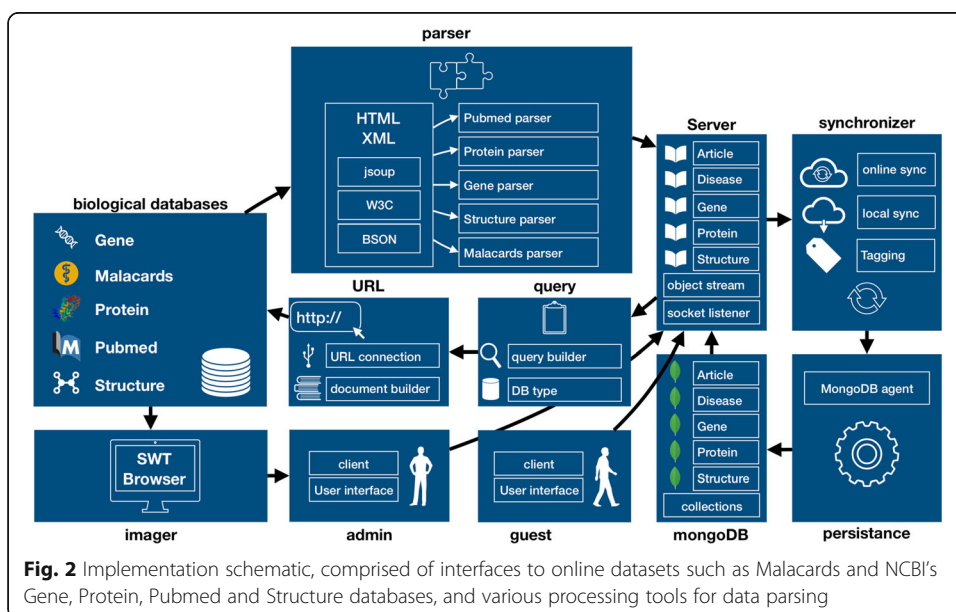 parser
HTML
XML
jsoup
W3C
BSON
Pubmed parser
Protein parser
Gene parser
Structure parser
Malacards parser
Server
Article
Disease
Gene
Protein
Structure
object stream
socket listener
synchronizer
online sync
local sync
Tagging
biological databases
Gene
Malacards
Protein
Pubmed
Structure
URL
http://
URL connection
document builder
query
query builder
DB type
Article
Disease
Gene
Protein
Structure
collections
mongoDB
MongoDB agent
persistance
SWT
Browser
imager
client
User interface
admin
client
User interface
guest
Fig. 2 Implementation schematic, comprised of interfaces to online datasets such as Malacards and NCBI's
Gene, Protein, Pubmed and Structure databases, and various processing tools for data parsing